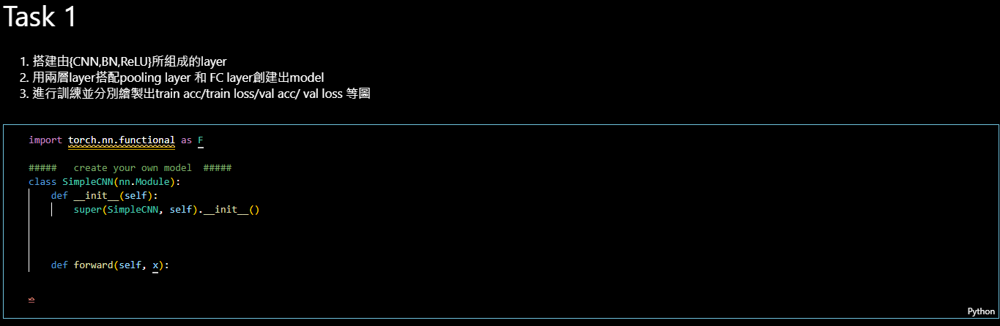 Task 1
1. 搭建由{CNN,BN,ReLU}所組成的layer
2. 用兩層layer搭配pooling layer 和 FC layer創建出model
3. 進行訓練並分別繪製出train acc/train loss/val acc/ val loss 等圖
import torch.nn.functional as F
#####   create your own model  #####
class SimpleCNN(nn.Module):
    def __init__(self):
        super(SimpleCNN, self).__init__()
    def forward(self, x):
Python